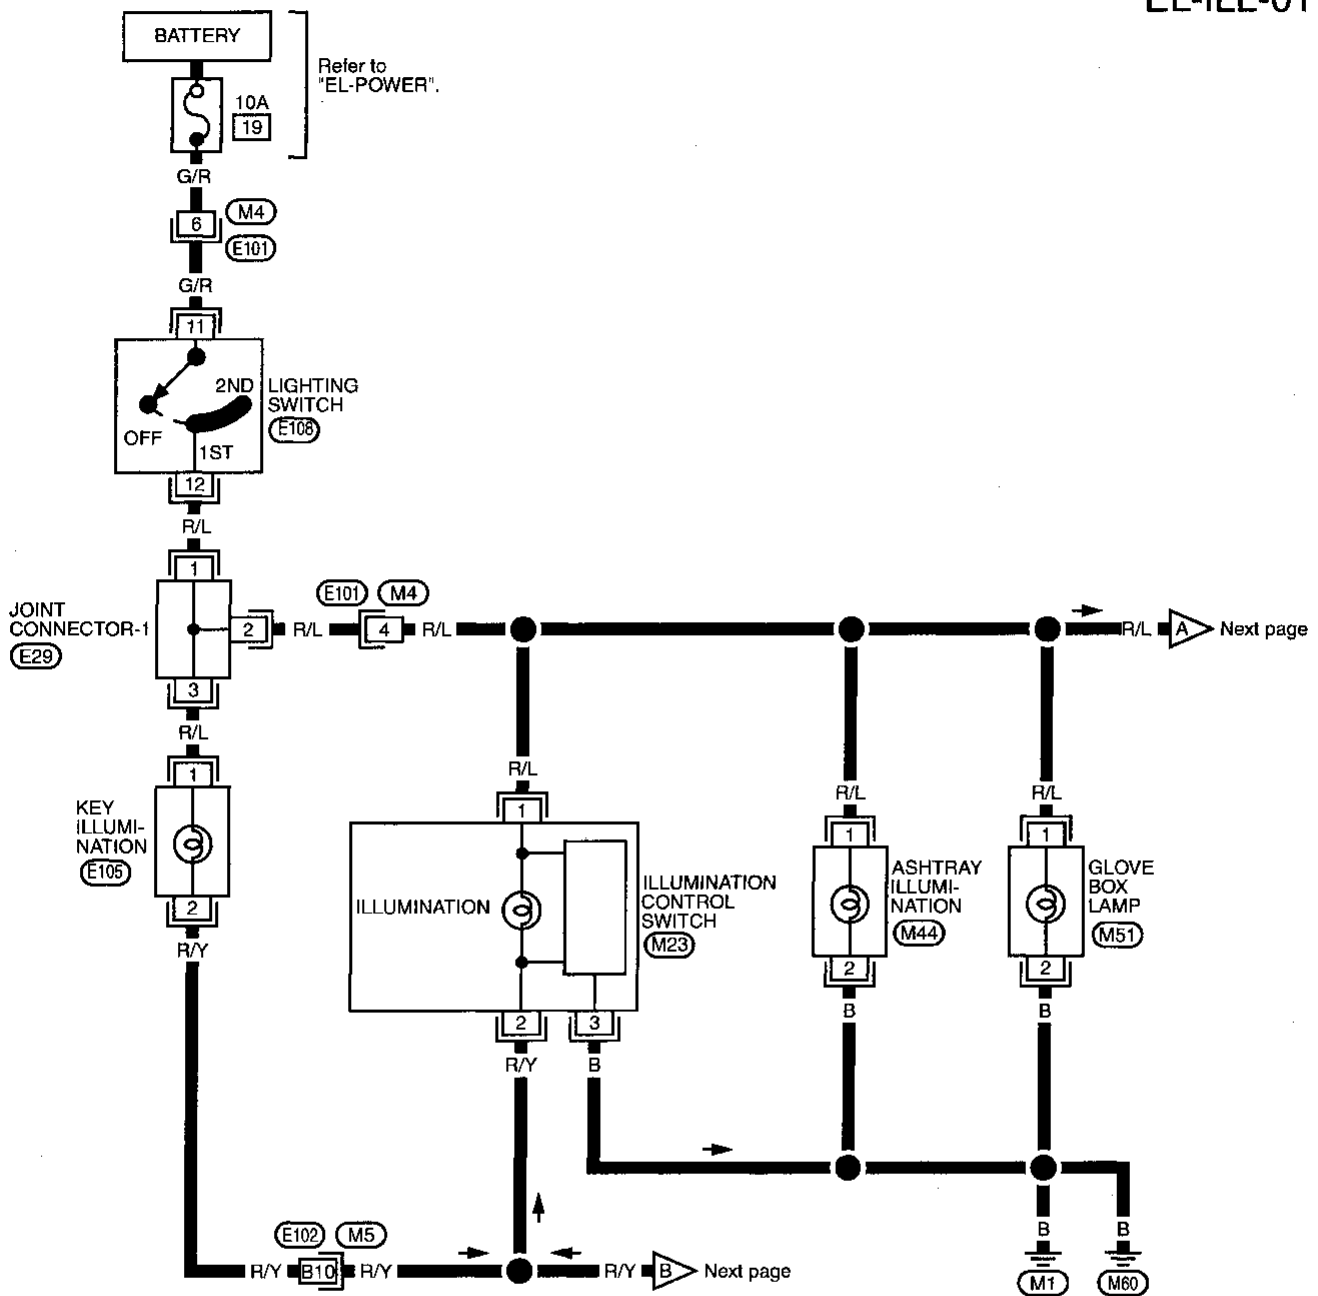 EL-ILL-01
BATTERY
Refer to
"EL-POWER".
10A
19
G/R
6
M4
E101
G/R
11
2ND
LIGHTING
SWITCH
E108
OFF
1ST
12
R/L
1
JOINT
CONNECTOR-1
E29
2
R/L
E101
M4
4
R/L
R/L
A
Next page
3
R/L
1
KEY
ILLUMI-
NATION
E105
2
R/Y
R/L
1
ILLUMINATION
ILLUMINATION
CONTROL
SWITCH
M23
2
3
R/Y
B
R/L
1
ASHTRAY
ILLUMI-
NATION
M44
2
B
R/L
1
GLOVE
BOX
LAMP
M51
2
B
E102
M5
R/Y
B10
R/Y
R/Y
B
Next page
B
B
M1
M60